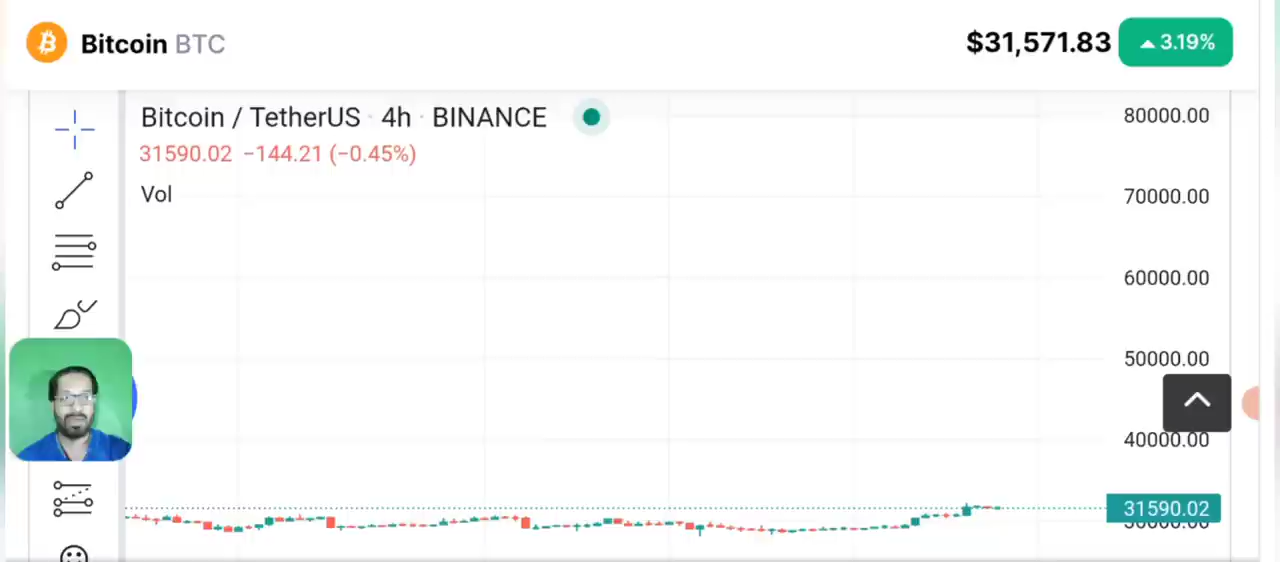 Bitcoin BTC
$31,571.83 3.19%
Bitcoin / TetherUS · 4h · BINANCE
31590.02 −144.21 (−0.45%)
Vol
80000.00
70000.00
60000.00
50000.00
40000.00
31590.02